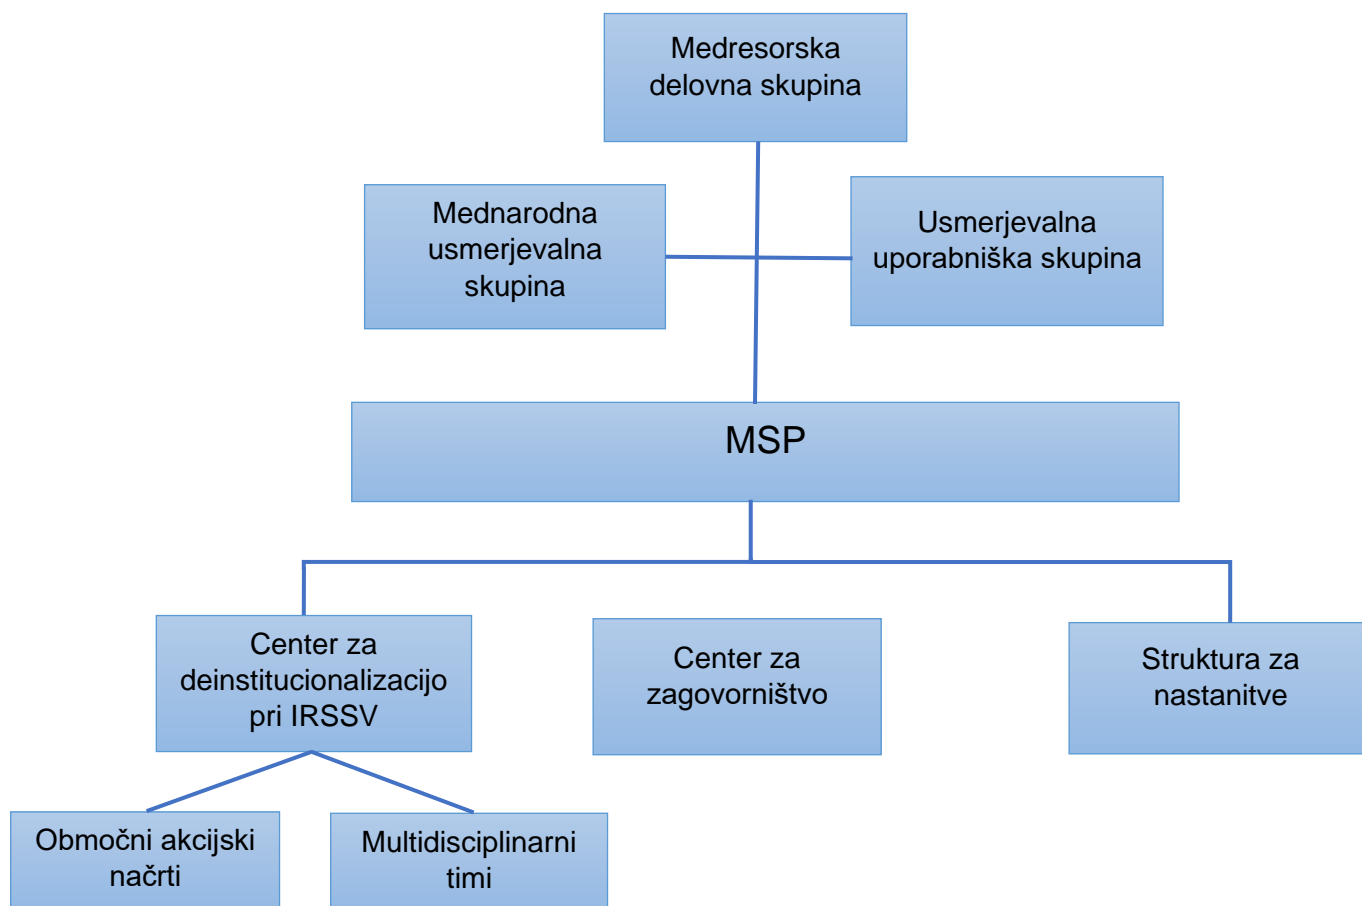 Medresorska
delovna skupina
Mednarodna
usmerjevalna
skupina
Usmerjevalna
uporabniška skupina
MSP
Center za
deinstitucionalizacijo
pri IRSSV
Center za
zagovorništvo
Struktura za
nastanitve
Območni akcijski
načrti
Multidisciplinarni
timi